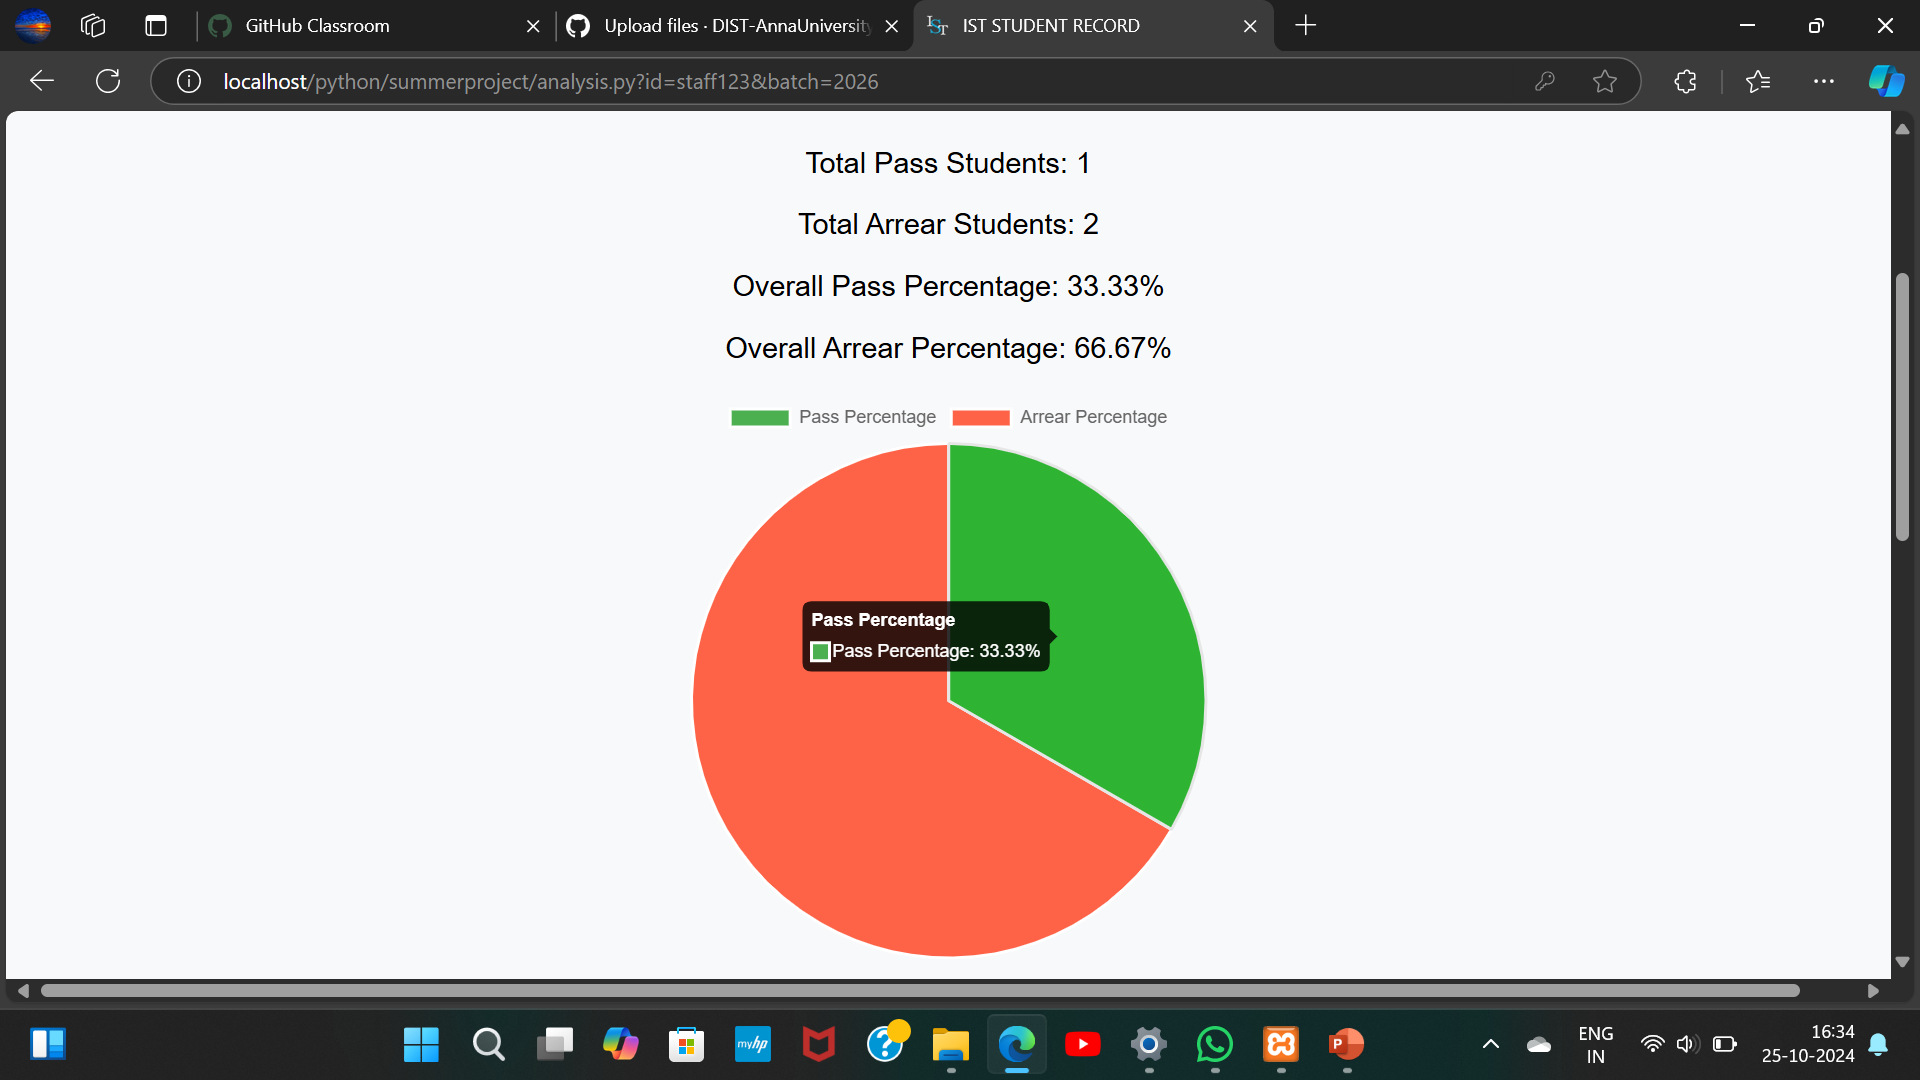 GitHub Classroom
Upload files · DIST-AnnaUniversity
IST STUDENT RECORD
localhost/python/summerproject/analysis.py?id=staff123&batch=2026
Total Pass Students: 1
Total Arrear Students: 2
Overall Pass Percentage: 33.33%
Overall Arrear Percentage: 66.67%
Pass Percentage
Arrear Percentage
Pass Percentage
Pass Percentage: 33.33%
myhp
P
ENG
IN
16:34
25-10-2024